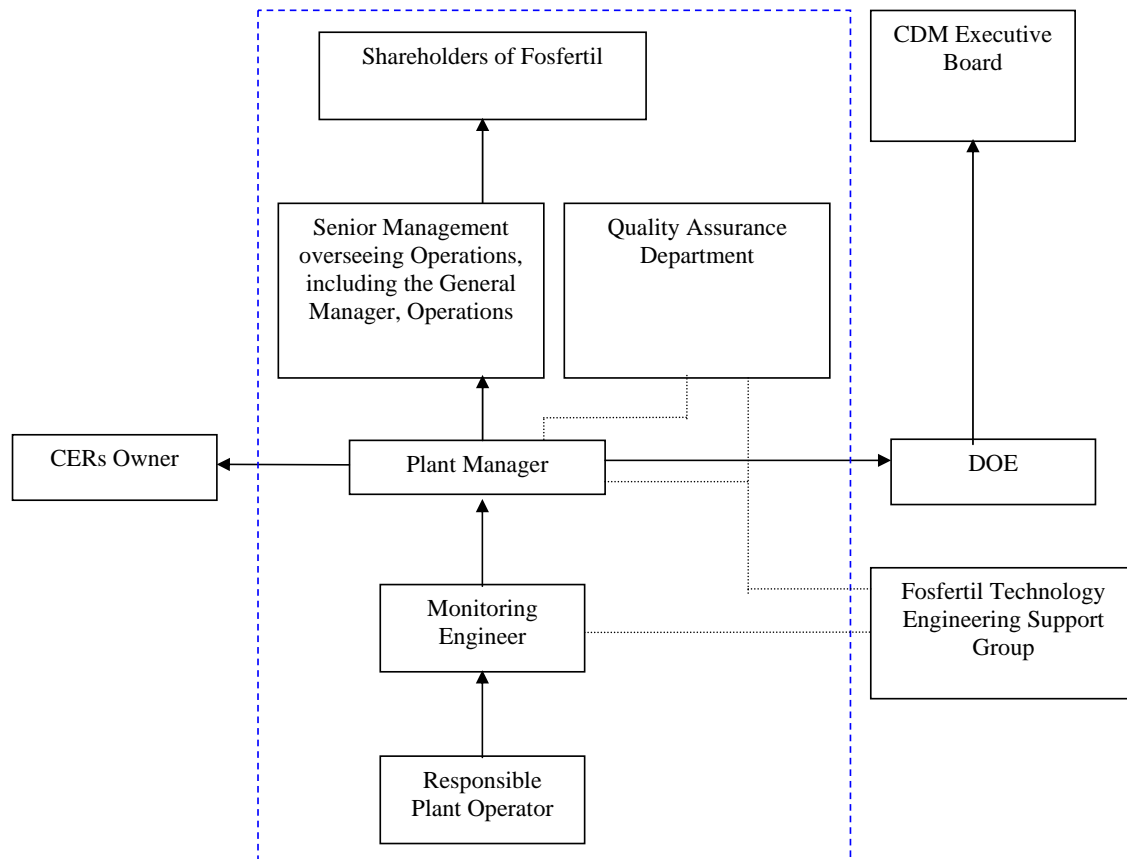 Shareholders of Fosfertil
CDM Executive
Board
Senior Management
overseeing Operations,
including the General
Manager, Operations
Quality Assurance
Department
CERs Owner
Plant Manager
DOE
Monitoring
Engineer
Fosfertil Technology
Engineering Support
Group
Responsible
Plant Operator